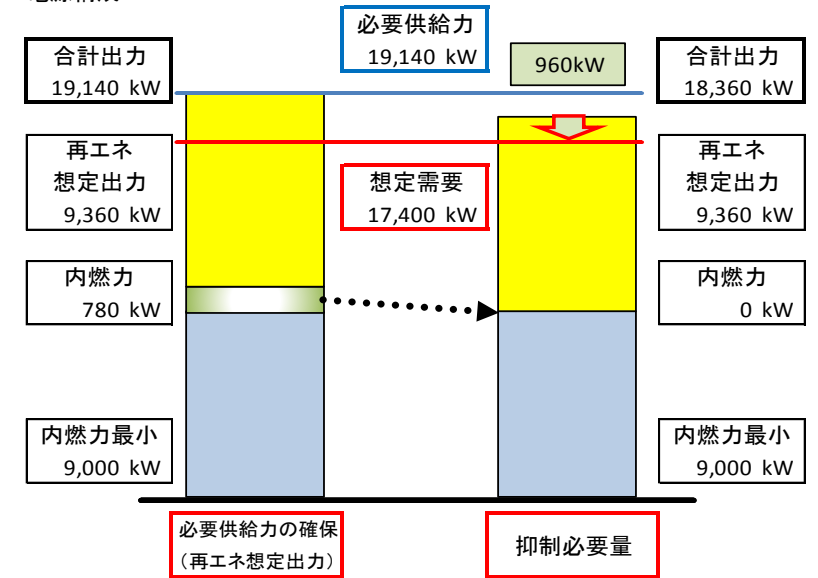 必要供給力
19,140 kW
960kW
合計出力
19,140 kW
合計出力
18,360 kW
再エネ
想定出力
9,360 kW
想定需要
17,400 kW
再エネ
想定出力
9,360 kW
内燃力
780 kW
内燃力
0 kW
内燃力最小
9,000 kW
内燃力最小
9,000 kW
必要供給力の確保
（再エネ想定出力）
抑制必要量